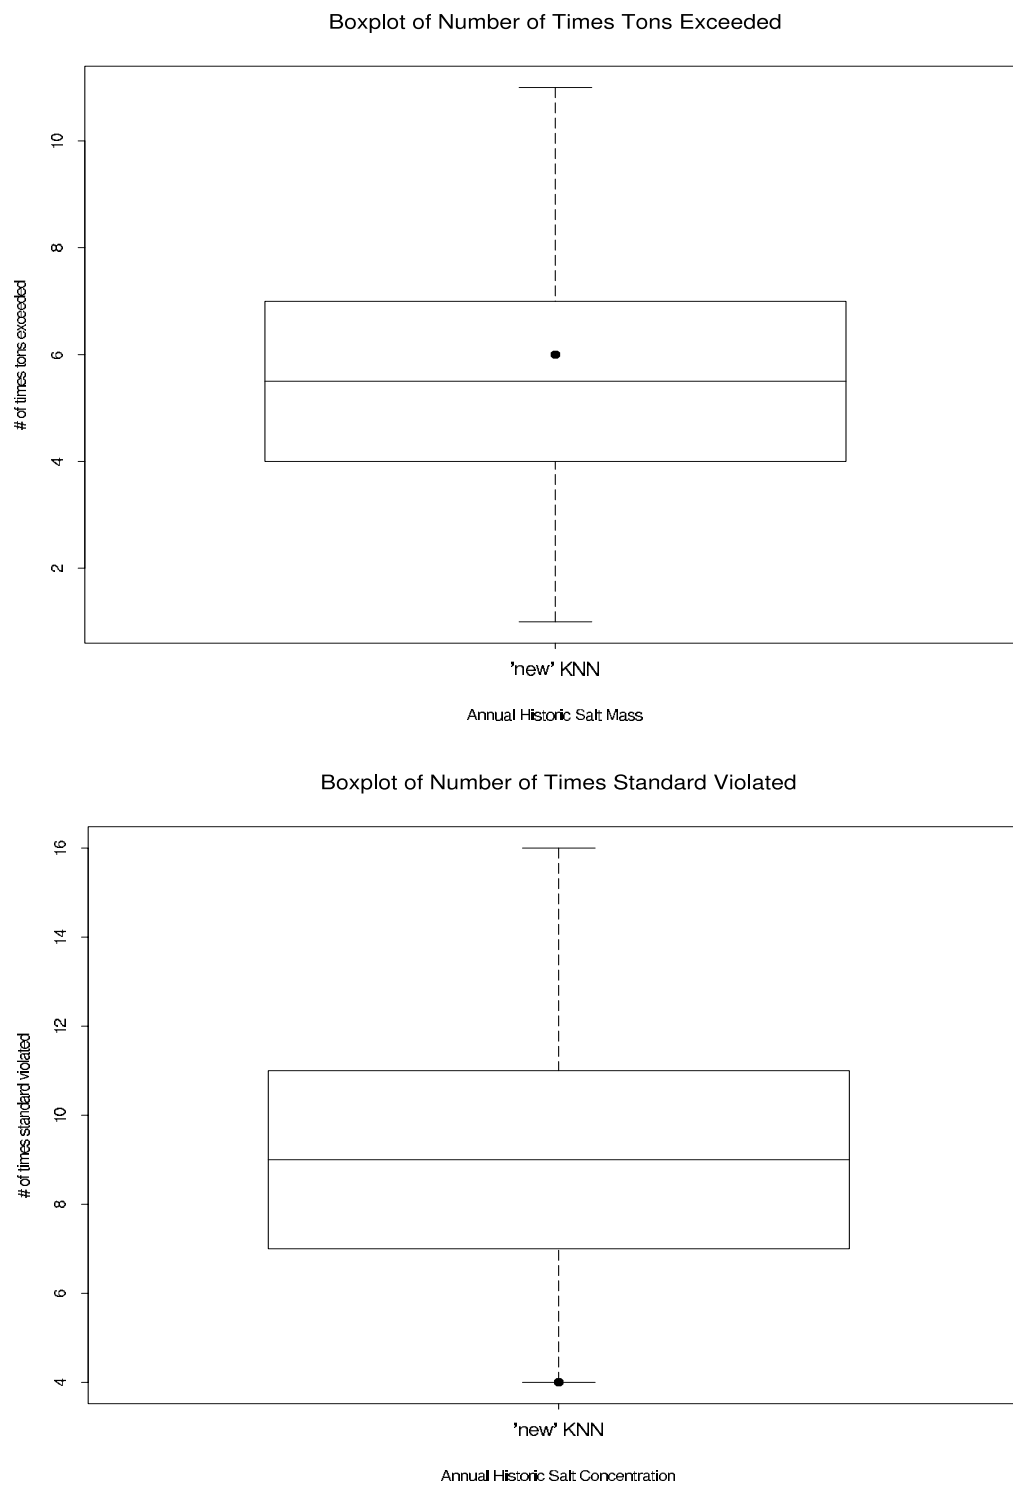 Boxplot of Number of Times Tons Exceeded
10
8
6
4
2
# of times tons exceeded
'new' KNN
Annual Historic Salt Mass
Boxplot of Number of Times Standard Violated
16
14
12
10
8
6
4
# of times standard violated
'new' KNN
Annual Historic Salt Concentration